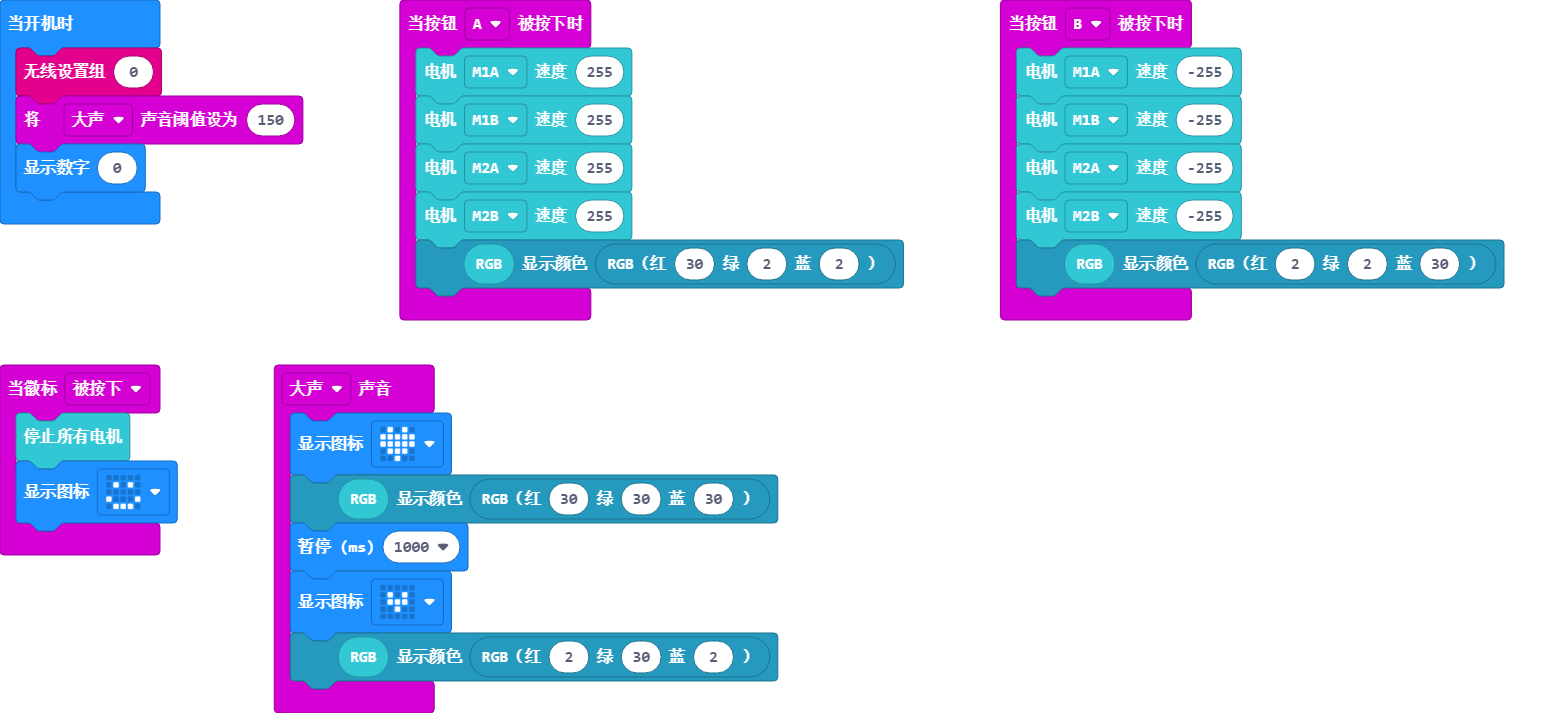 当开机时
无线设置组 0
将 大声 声音阈值设为 150
显示数字 0
当按钮 A 被按下时
电机 M1A 速度 255
电机 M1B 速度 255
电机 M2A 速度 255
电机 M2B 速度 255
RGB 显示颜色 RGB（红 30 绿 2 蓝 2 ）
当按钮 B 被按下时
电机 M1A 速度 -255
电机 M1B 速度 -255
电机 M2A 速度 -255
电机 M2B 速度 -255
RGB 显示颜色 RGB（红 2 绿 2 蓝 30 ）
当徽标 被按下
停止所有电机
显示图标
大声 声音
显示图标
RGB 显示颜色 RGB（红 30 绿 30 蓝 30 ）
暂停（ms） 1000
显示图标
RGB 显示颜色 RGB（红 2 绿 30 蓝 2 ）